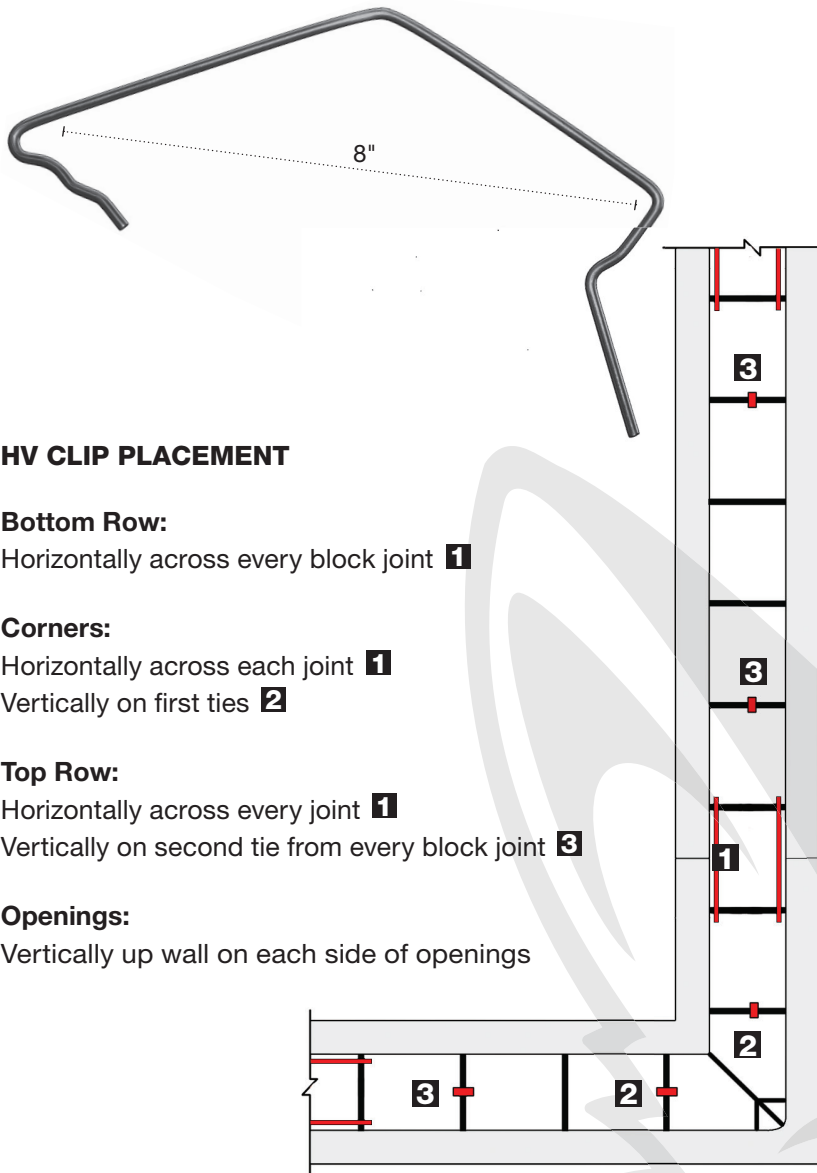 8"
HV CLIP PLACEMENT
Bottom Row:
Horizontally across every block joint 1
Corners:
Horizontally across each joint 1
Vertically on first ties 2
Top Row:
Horizontally across every joint 1
Vertically on second tie from every block joint 3
Openings:
Vertically up wall on each side of openings
3
3
1
2
3
2